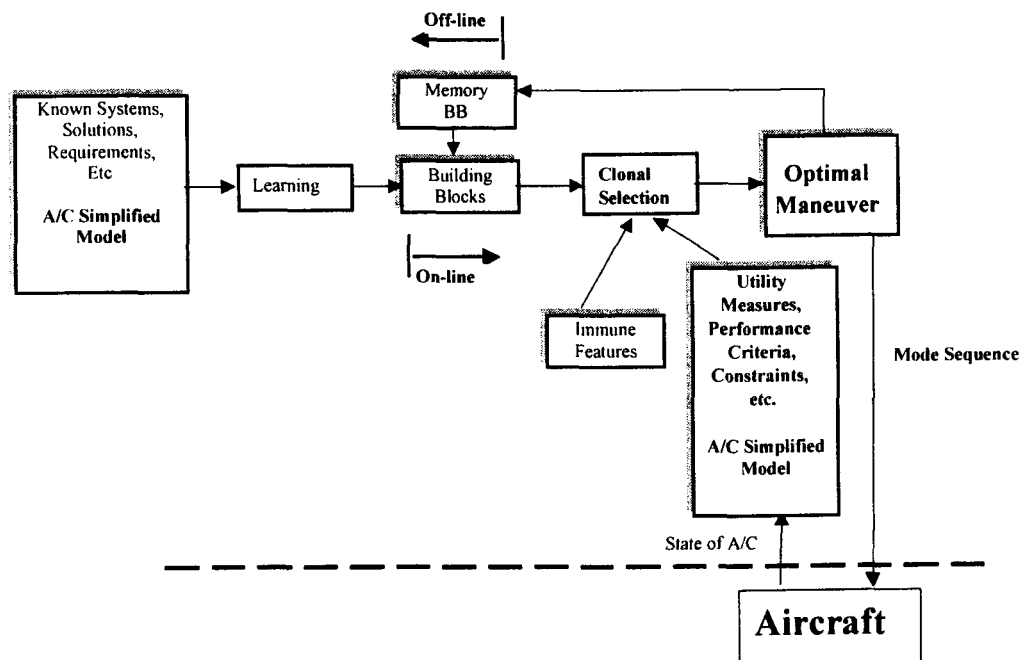 Off-line
Known Systems,
Solutions,
Requirements,
Etc
A/C Simplified
Model
Memory
BB
Learning
Building
Blocks
Clonal
Selection
Optimal
Maneuver
On-line
Immune
Features
Utility
Measures,
Performance
Criteria,
Constraints,
etc.
A/C Simplified
Model
Mode Sequence
State of A/C
Aircraft